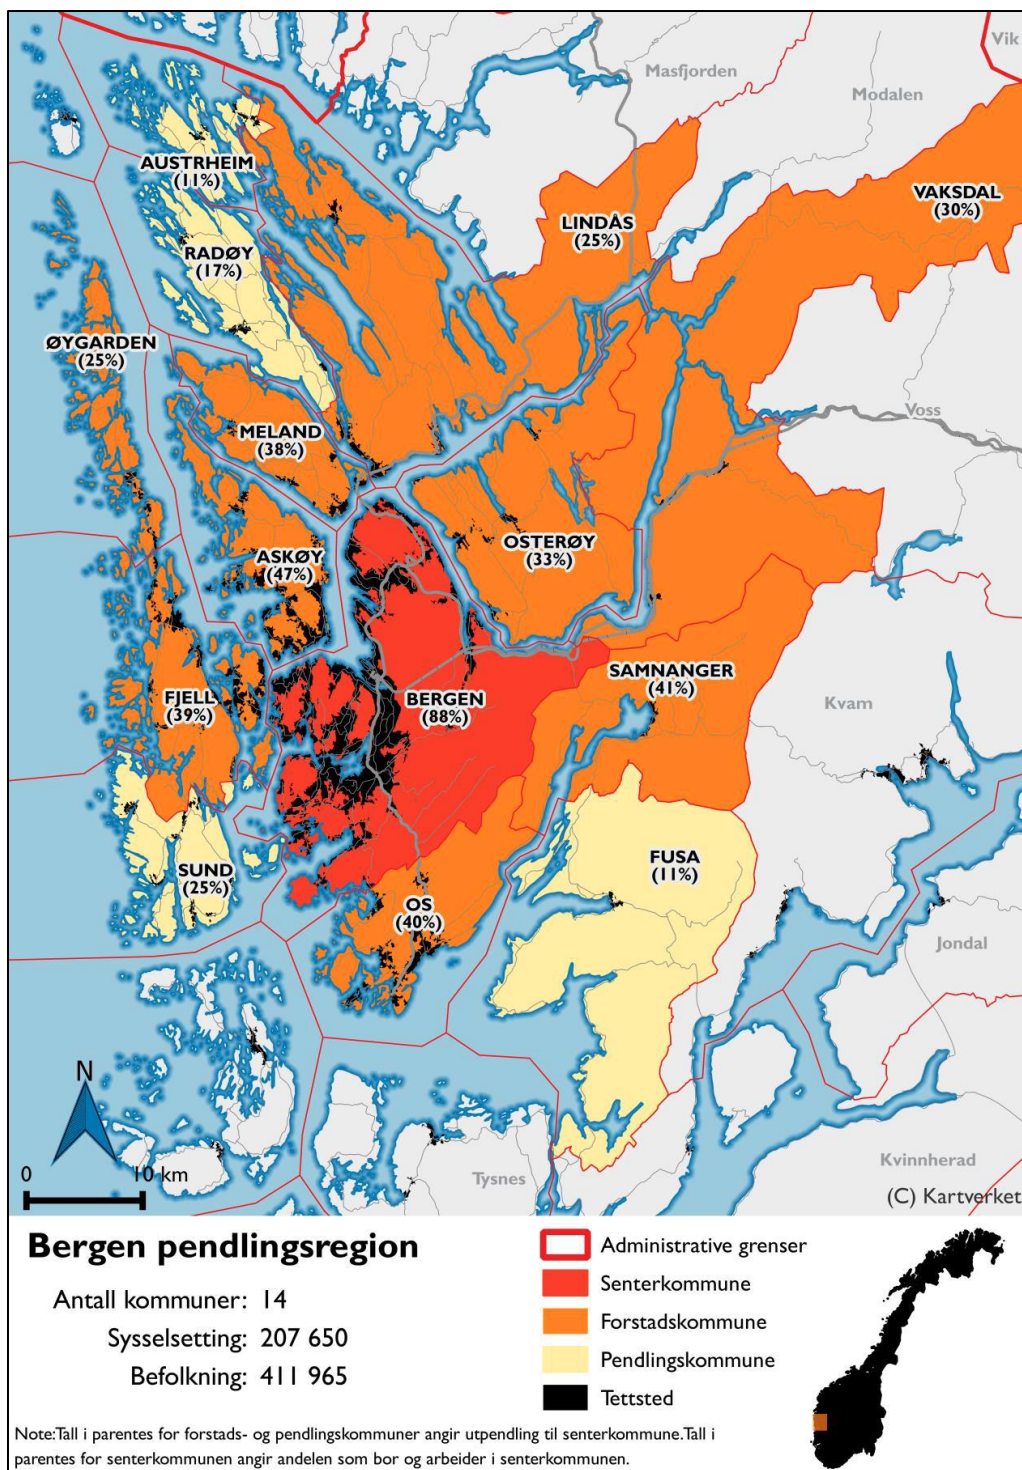 Vik
Masfjorden
Modalen
AUSTRHEIM
(11%)
VAKSDAL
(30%)
LINDÅS
(25%)
RADØY
(17%)
ØYGARDEN
(25%)
Voss
MELAND
(38%)
OSTERØY
(33%)
ASKØY
(47%)
SAMNANGER
(41%)
FJELL
(39%)
BERGEN
(88%)
Kvam
SUND
(25%)
FUSA
(11%)
OS
(40%)
Jondal
N
0 10 km
Tysnes
Kvinnherad
(C) Kartverket
Bergen pendlingsregion
Antall kommuner: 14
Sysselsetting: 207 650
Befolkning: 411 965
Administrative grenser
Senterkommune
Forstadskommune
Pendlingskommune
Tettsted
Note:Tall i parentes for forstads- og pendlingskommuner angir utpendling til senterkommune.Tall i
parentes for senterkommunen angir andelen som bor og arbeider i senterkommunen.